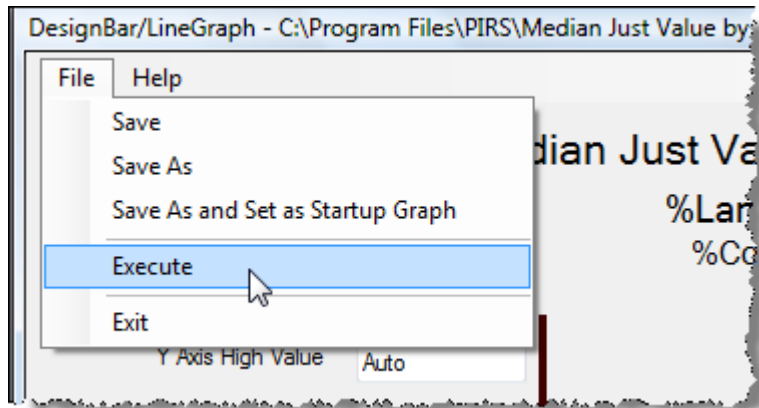 DesignBar/LineGraph - C:\Program Files\PIRS\Median Just Value by
File Help
Save
Save As
Save As and Set as Startup Graph
Execute
Exit
dian Just Va
%Lan
%Co
Y Axis High Value Auto